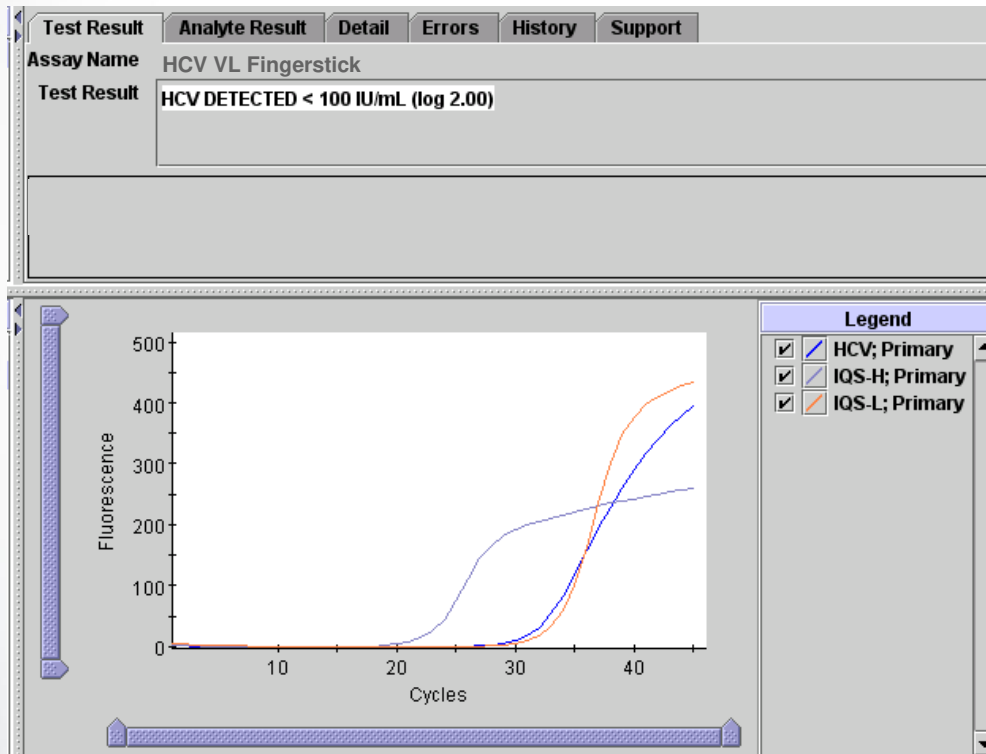 Test Result Analyte Result Detail Errors History Support
Assay Name HCV VL Fingerstick
Test Result HCV DETECTED < 100 IU/mL (log 2.00)
Legend
HCV; Primary
IQS-H; Primary
IQS-L; Primary
500
400
300
200
100
0
Fluorescence
10 20 30 40
Cycles